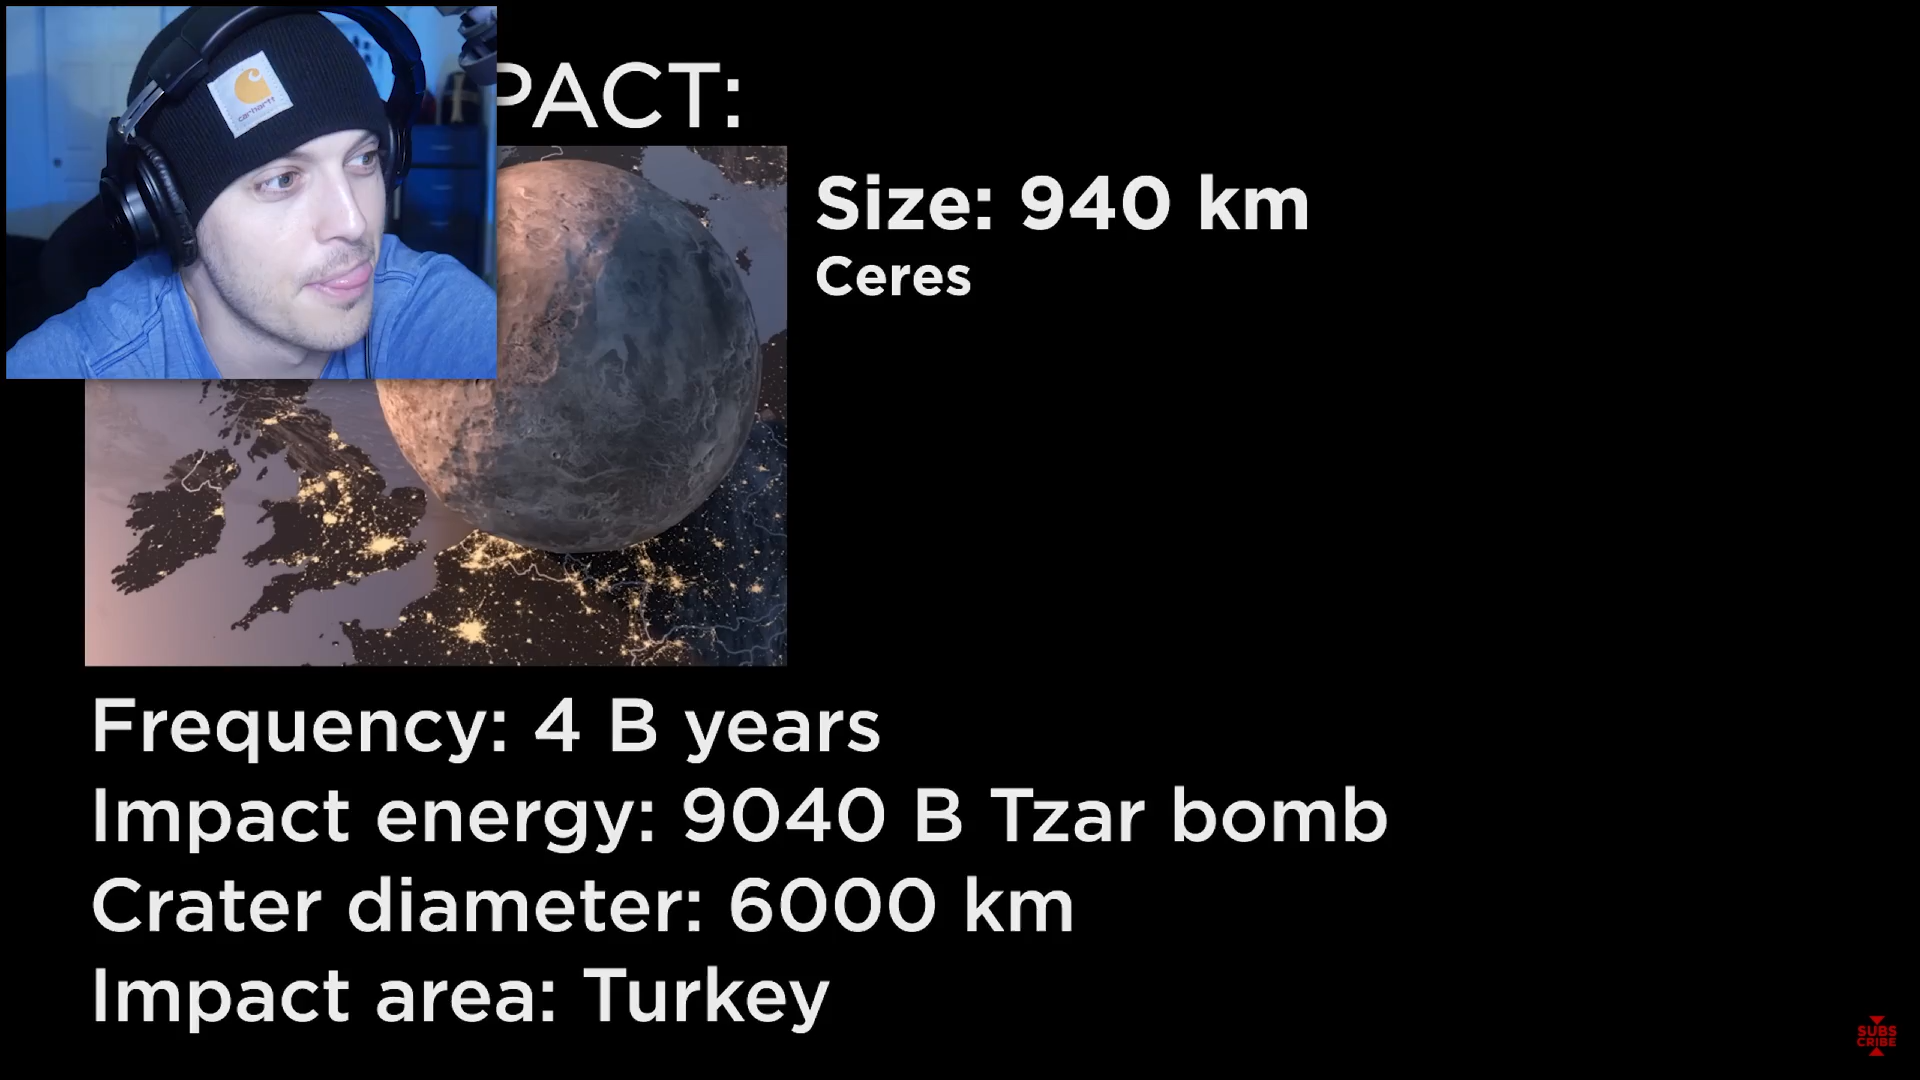 carhartt
PACT:
Size: 940 km
Ceres
Frequency: 4 B years
Impact energy: 9040 B Tzar bomb
Crater diameter: 6000 km
Impact area: Turkey
SUBS
CRIBE